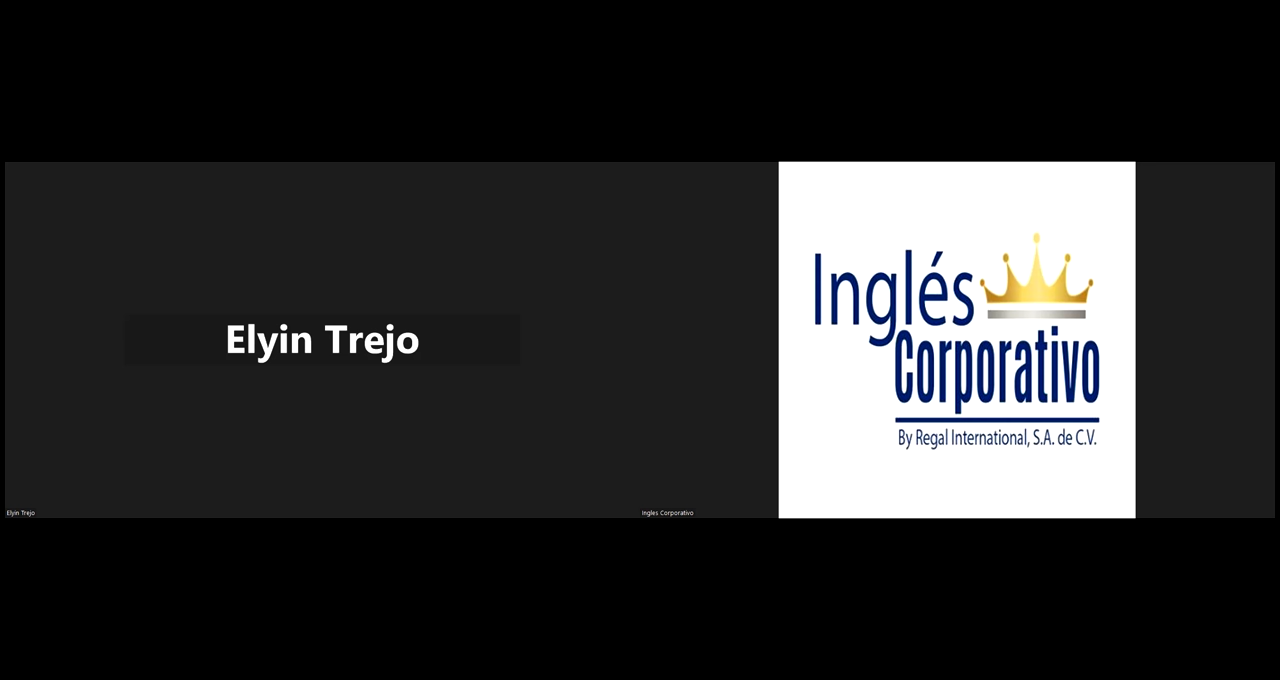 Elyin Trejo
Elyin Trejo
Inglés
Corporativo
By Regal International, S.A. de C.V.
Ingles Corporativo